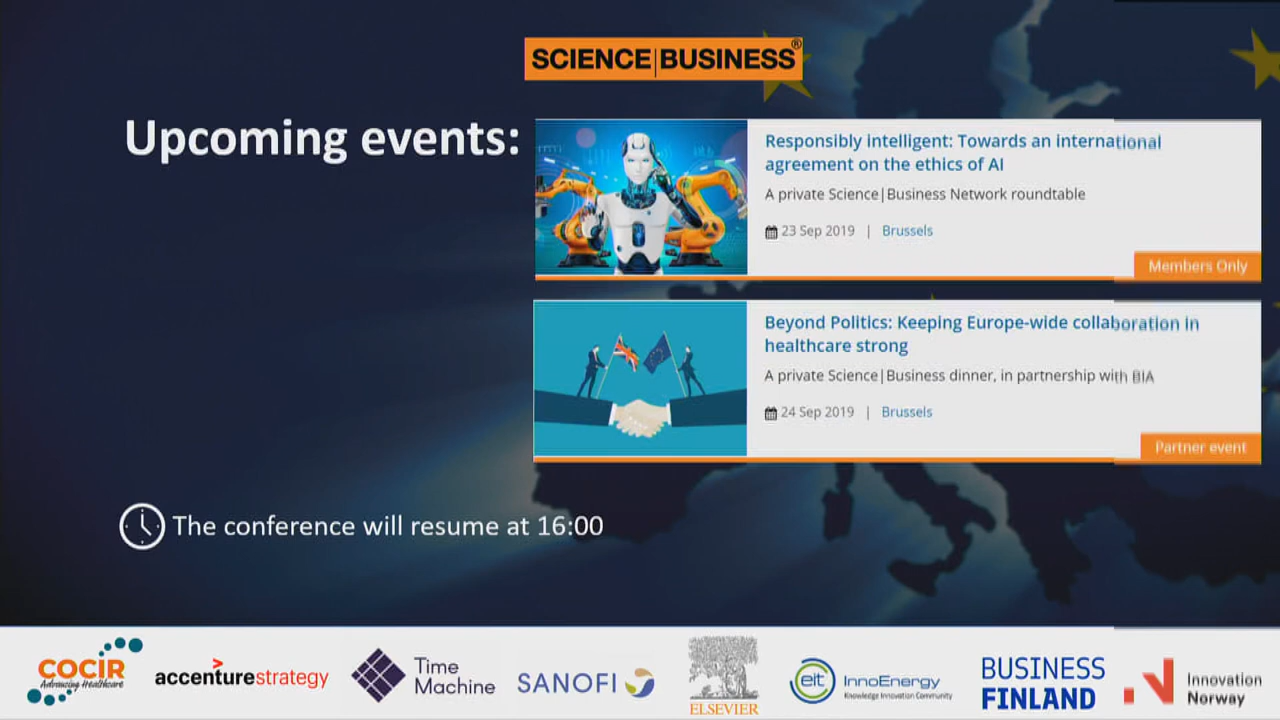 SCIENCE|BUSINESS®
Upcoming events:
Responsibly intelligent: Towards an international
agreement on the ethics of AI
A private Science|Business Network roundtable
23 Sep 2019 | Brussels
Members Only
Beyond Politics: Keeping Europe-wide collaboration in
healthcare strong
A private Science|Business dinner, in partnership with BIA
24 Sep 2019 | Brussels
Partner event
The conference will resume at 16:00
COCIR
Advancing Healthcare
accenturestrategy
Time
Machine
SANOFI
ELSEVIER
eit InnoEnergy
Knowledge Innovation Community
BUSINESS
FINLAND
Innovation
Norway